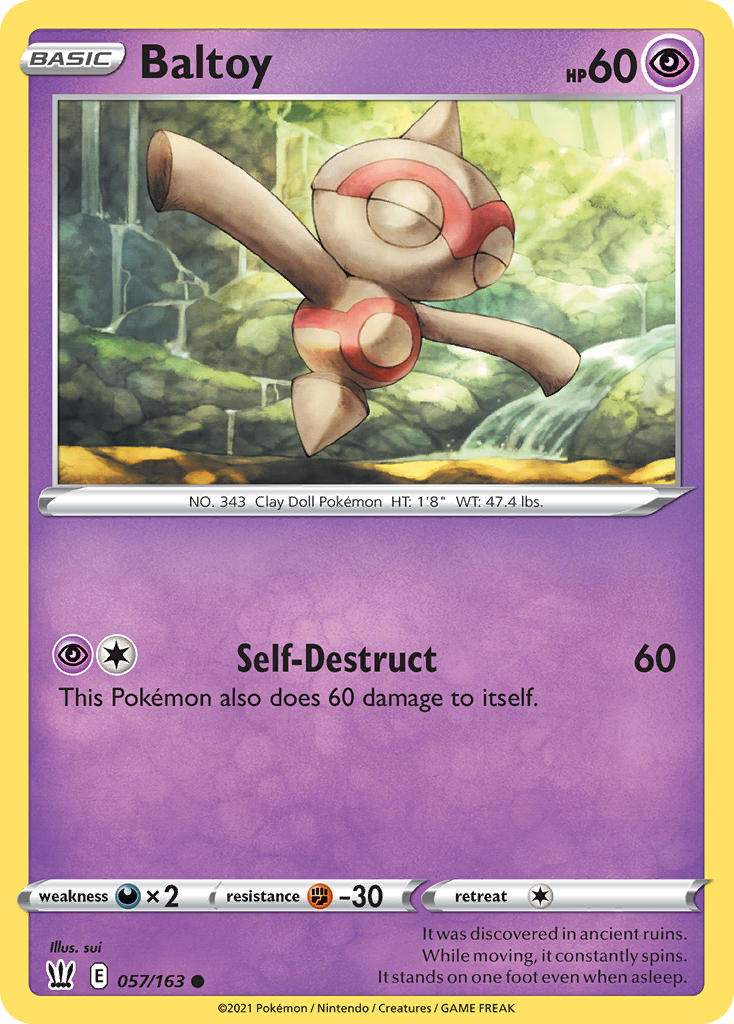 BASIC Baltoy HP60
NO. 343 Clay Doll Pokémon HT: 1'8" WT: 47.4 lbs.
Self-Destruct 60
This Pokémon also does 60 damage to itself.
weakness ×2 resistance -30 retreat
It was discovered in ancient ruins.
While moving, it constantly spins.
It stands on one foot even when asleep.
Illus. sui
E 057/163
©2021 Pokémon / Nintendo / Creatures / GAME FREAK